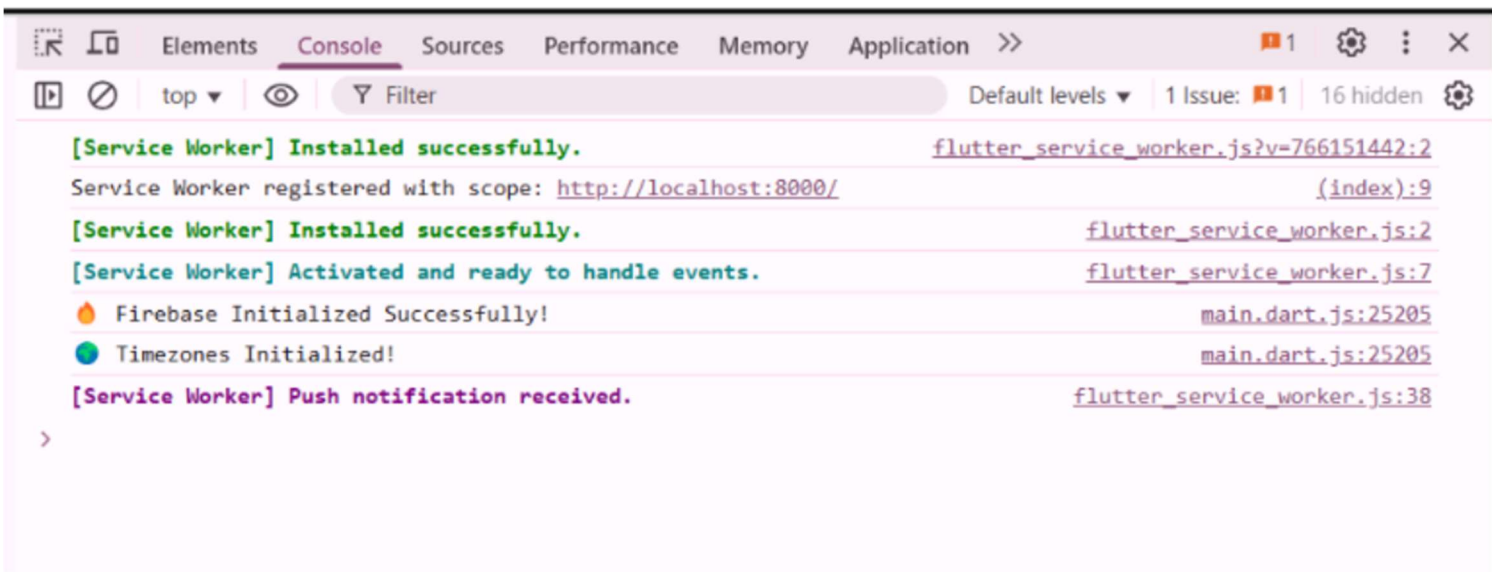 Elements Console Sources Performance Memory Application 1
top Filter Default levels 1 Issue: 1 16 hidden
[Service Worker] Installed successfully. flutter_service_worker.js?v=766151442:2
Service Worker registered with scope: http://localhost:8000/ (index):9
[Service Worker] Installed successfully. flutter_service_worker.js:2
[Service Worker] Activated and ready to handle events. flutter_service_worker.js:7
🔥 Firebase Initialized Successfully! main.dart.js:25205
🌍 Timezones Initialized! main.dart.js:25205
[Service Worker] Push notification received. flutter_service_worker.js:38